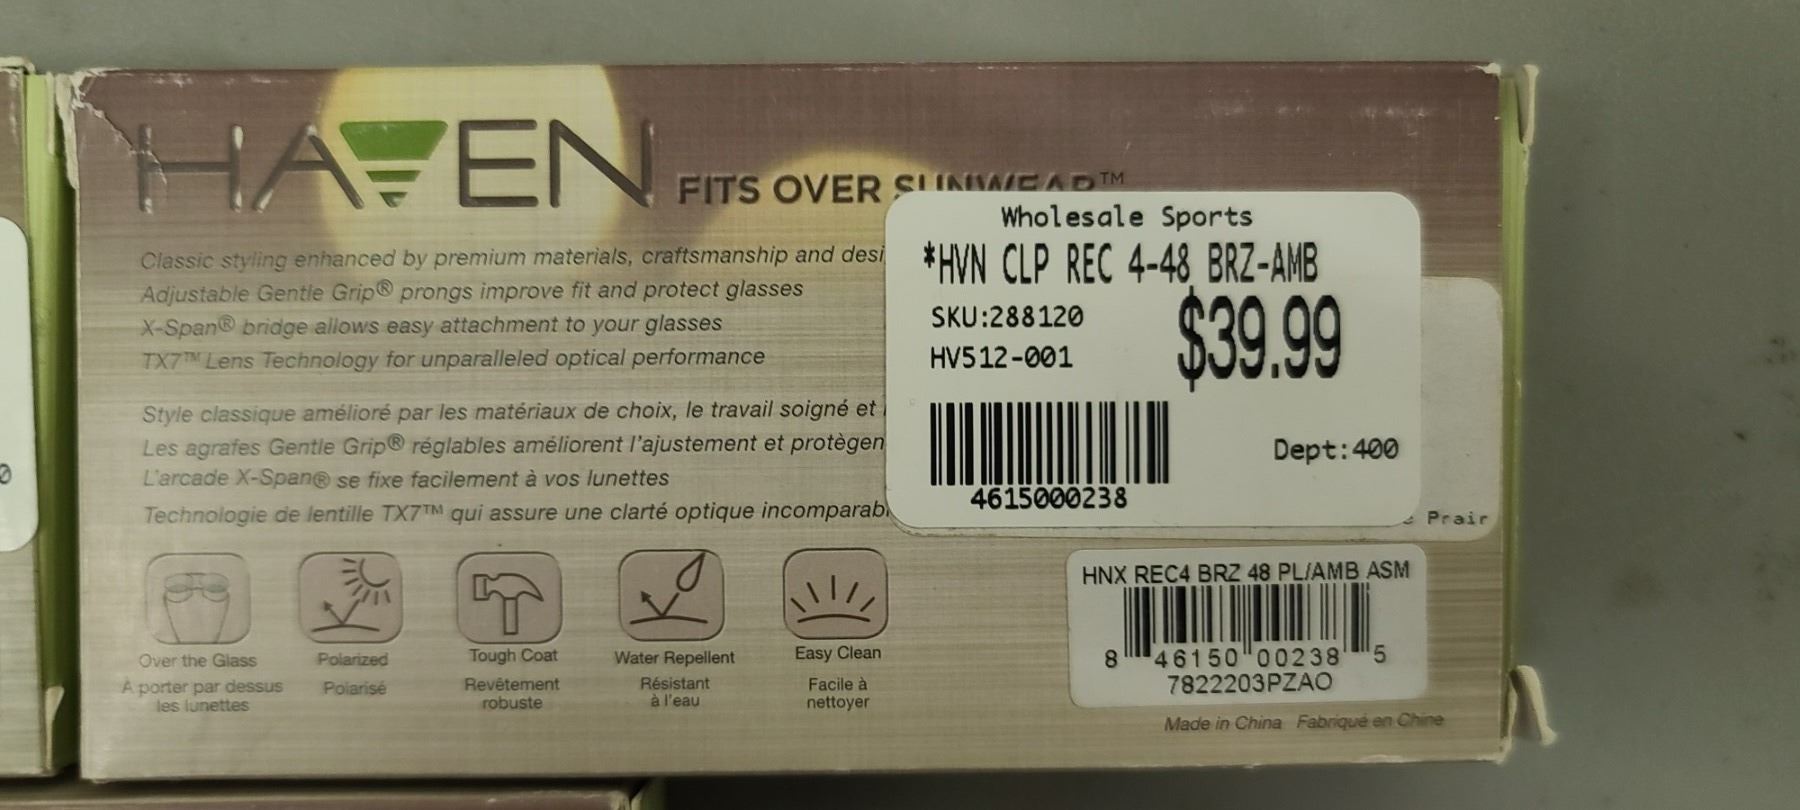 HAVEN FITS OVER SUNWEAR™
Classic styling enhanced by premium materials, craftsmanship and desi
Adjustable Gentle Grip® prongs improve fit and protect glasses
X-Span® bridge allows easy attachment to your glasses
TX7™ Lens Technology for unparalleled optical performance
Style classique amélioré par les matériaux de choix, le travail soigné et
Les agrafes Gentle Grip® réglables améliorent l'ajustement et protègen
L'arcade X-Span® se fixe facilement à vos lunettes
Technologie de lentille TX7™ qui assure une clarté optique incomparab
Wholesale Sports
*HVN CLP REC 4-48 BRZ-AMB
SKU:288120
HV512-001
$39.99
4615000238
Dept:400
Prair
Over the Glass
À porter par dessus
les lunettes
Polarized
Polarisé
Tough Coat
Revêtement
robuste
Water Repellent
Résistant
à l'eau
Easy Clean
Facile à
nettoyer
HNX REC4 BRZ 48 PL/AMB ASM
8 46150 00238 5
7822203PZAO
Made in China Fabriqué en Chine